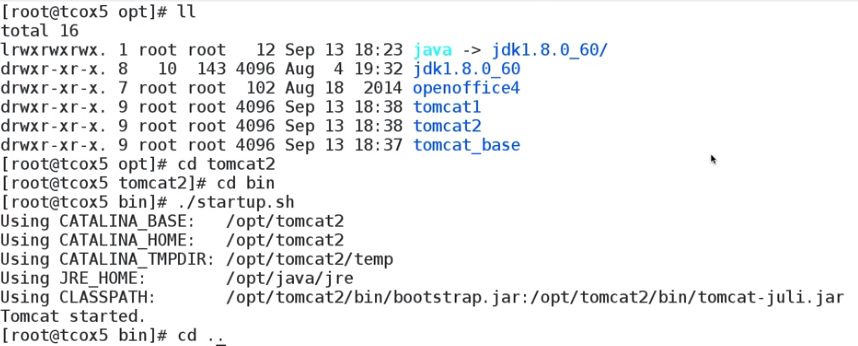 [root@tcox5 opt]# ll
total 16
lrwxrwxrwx. 1 root root   12 Sep 13 18:23 java -> jdk1.8.0_60/
drwxr-xr-x. 8   10  143 4096 Aug  4 19:32 jdk1.8.0_60
drwxr-xr-x. 7 root root  102 Aug 18  2014 openoffice4
drwxr-xr-x. 9 root root 4096 Sep 13 18:38 tomcat1
drwxr-xr-x. 9 root root 4096 Sep 13 18:38 tomcat2
drwxr-xr-x. 9 root root 4096 Sep 13 18:37 tomcat_base
[root@tcox5 opt]# cd tomcat2
[root@tcox5 tomcat2]# cd bin
[root@tcox5 bin]# ./startup.sh
Using CATALINA_BASE:   /opt/tomcat2
Using CATALINA_HOME:   /opt/tomcat2
Using CATALINA_TMPDIR: /opt/tomcat2/temp
Using JRE_HOME:        /opt/java/jre
Using CLASSPATH:       /opt/tomcat2/bin/bootstrap.jar:/opt/tomcat2/bin/tomcat-juli.jar
Tomcat started.
[root@tcox5 bin]# cd ..